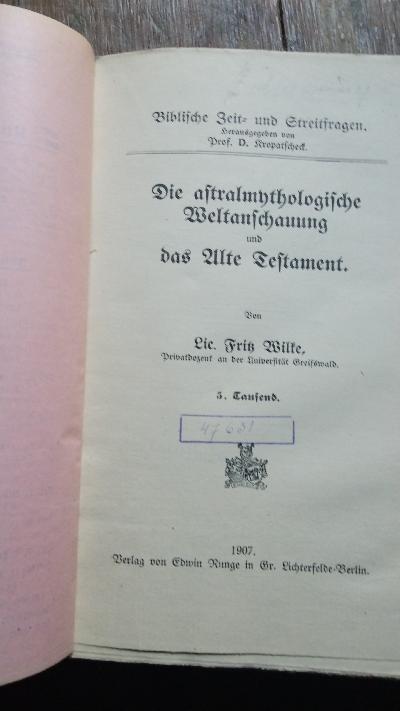 Biblische Zeit- und Streitfragen.
Herausgegeben von
Prof. D. Kropatscheck.
Die astralmythologische
Weltanschauung
und
das Alte Testament.
Von
Lic. Fritz Wilke,
Privatdozent an der Universität Greifswald.
5. Tausend.
47631
1907.
Verlag von Edwin Runge in Gr. Lichterfelde-Berlin.